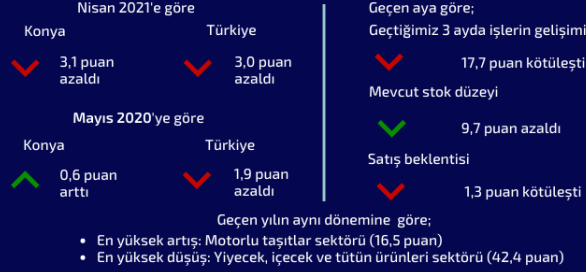 Nisan 2021'e göre
Konya
Türkiye
3,1 puan
azaldı
3,0 puan
azaldı
Mayıs 2020'ye göre
Konya
Türkiye
0,6 puan
arttı
1,9 puan
azaldı
Geçen aya göre;
Geçtiğimiz 3 ayda işlerin gelişimi
17,7 puan kötüleşti
Mevcut stok düzeyi
9,7 puan azaldı
Satış beklentisi
1,3 puan kötüleşti
Geçen yılın aynı dönemine göre;
• En yüksek artış: Motorlu taşıtlar sektörü (16,5 puan)
• En yüksek düşüş: Yiyecek, içecek ve tütün ürünleri sektörü (42,4 puan)